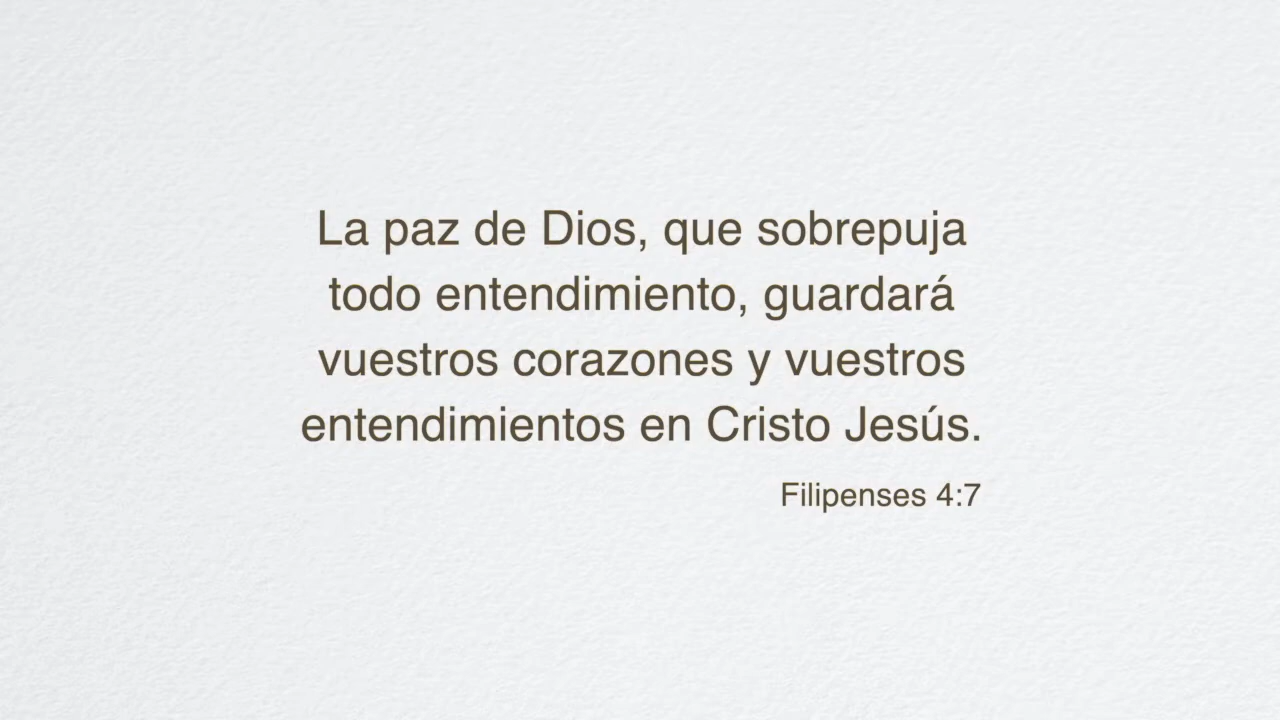 La paz de Dios, que sobrepuja
todo entendimiento, guardará
vuestros corazones y vuestros
entendimientos en Cristo Jesús.
Filipenses 4:7